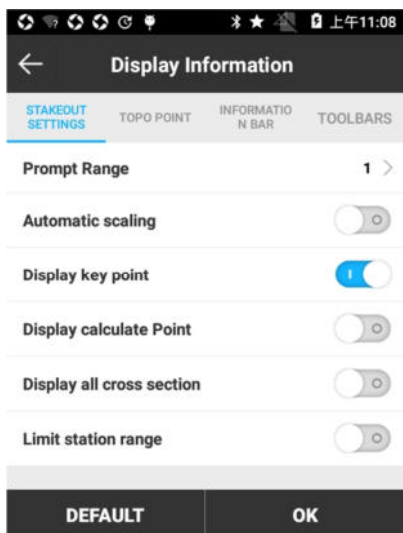 上午11:08
Display Information
STAKEOUT SETTINGS
TOPO POINT
INFORMATIO
N BAR
TOOLBARS
Prompt Range 1
Automatic scaling
Display key point
Display calculate Point
Display all cross section
Limit station range
DEFAULT OK